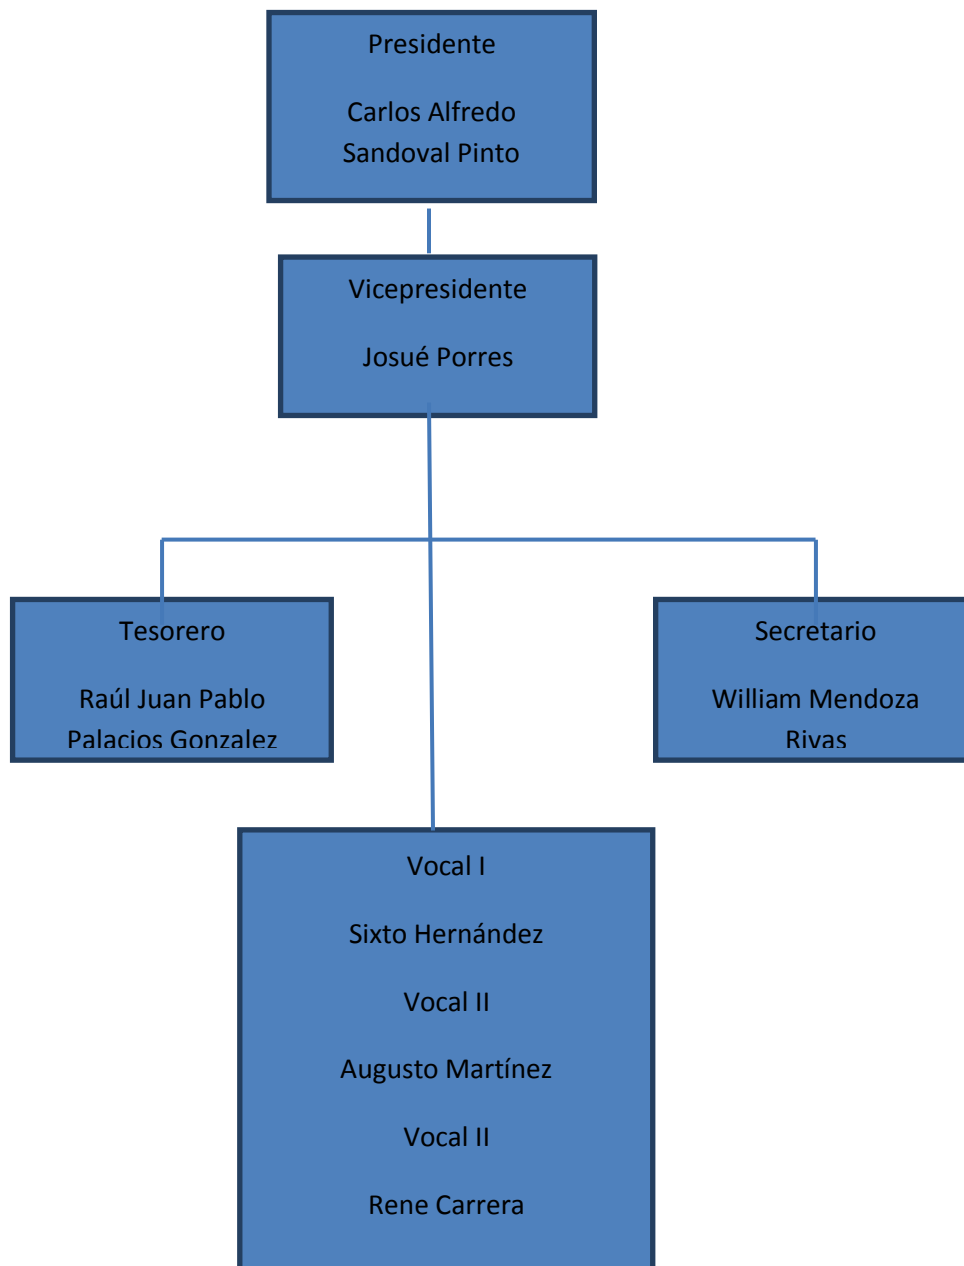 Presidente
Carlos Alfredo
Sandoval Pinto
Vicepresidente
Josué Porres
Tesorero
Raúl Juan Pablo
Palacios Gonzalez
Secretario
William Mendoza
Rivas
Vocal I
Sixto Hernández
Vocal II
Augusto Martínez
Vocal II
Rene Carrera